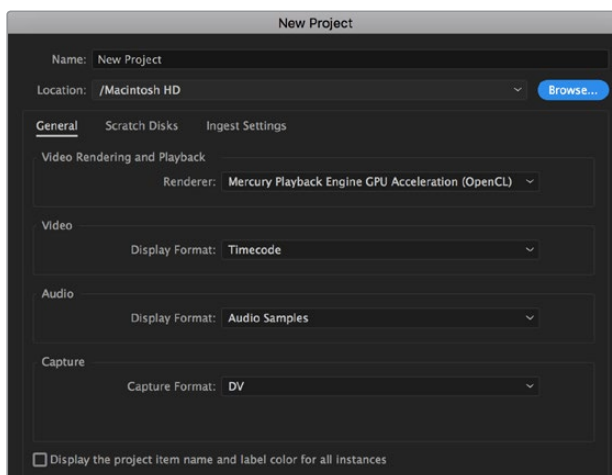 New Project
Name: New Project
Location: /Macintosh HD Browse...
General Scratch Disks Ingest Settings
Video Rendering and Playback
Renderer: Mercury Playback Engine GPU Acceleration (OpenCL)
Video
Display Format: Timecode
Audio
Display Format: Audio Samples
Capture
Capture Format: DV
Display the project item name and label color for all instances